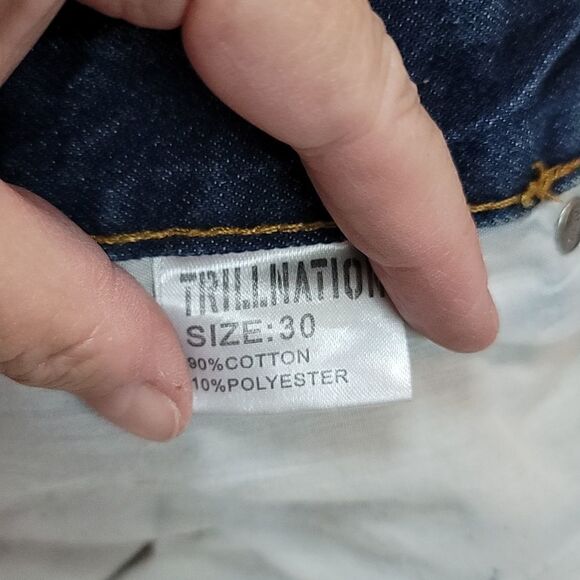 TRILLNATION
SIZE:30
90%COTTON
10%POLYESTER